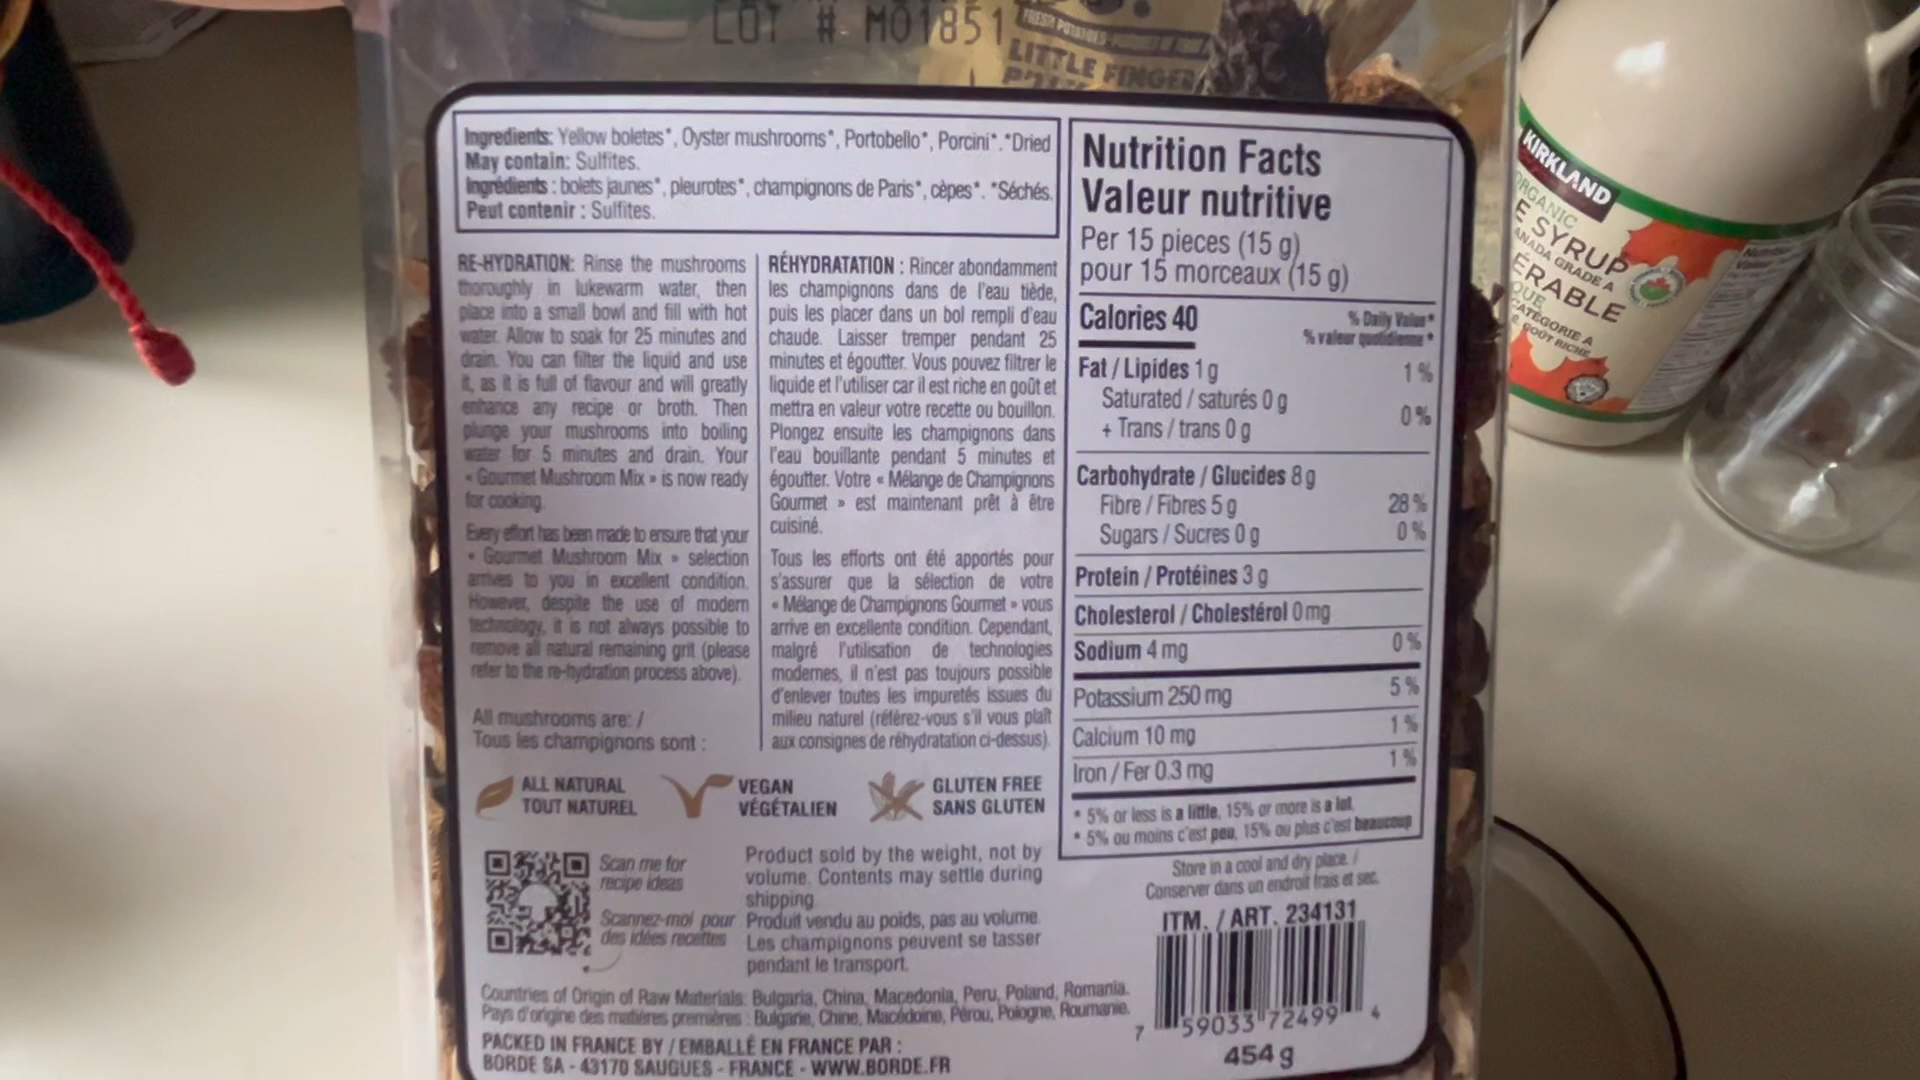 LOT # M01851
LITTLE FINGER
Ingredients: Yellow boletes*, Oyster mushrooms*, Portobello*, Porcini*. *Dried
May contain: Sulfites.
Ingrédients : bolets jaunes*, pleurotes*, champignons de Paris*, cèpes*. *Séchés.
Peut contenir : Sulfites.
RE-HYDRATION: Rinse the mushrooms
thoroughly in lukewarm water, then
place into a small bowl and fill with hot
water. Allow to soak for 25 minutes and
drain. You can filter the liquid and use
it, as it is full of flavour and will greatly
enhance any recipe or broth. Then
plunge your mushrooms into boiling
water for 5 minutes and drain. Your
« Gourmet Mushroom Mix » is now ready
for cooking.
Every effort has been made to ensure that your
« Gourmet Mushroom Mix » selection
arrives to you in excellent condition.
However, despite the use of modern
technology, it is not always possible to
remove all natural remaining grit (please
refer to the re-hydration process above).
All mushrooms are: /
Tous les champignons sont :
RÉHYDRATATION : Rincer abondamment
les champignons dans de l'eau tiède,
puis les placer dans un bol rempli d'eau
chaude. Laisser tremper pendant 25
minutes et égoutter. Vous pouvez filtrer le
liquide et l'utiliser car il est riche en goût et
mettra en valeur votre recette ou bouillon.
Plongez ensuite les champignons dans
l'eau bouillante pendant 5 minutes et
égoutter. Votre « Mélange de Champignons
Gourmet » est maintenant prêt à être
cuisiné.
Tous les efforts ont été apportés pour
s'assurer que la sélection de votre
« Mélange de Champignons Gourmet » vous
arrive en excellente condition. Cependant,
malgré l'utilisation de technologies
modernes, il n'est pas toujours possible
d'enlever toutes les impuretés issues du
milieu naturel (référez-vous s'il vous plaît
aux consignes de réhydratation ci-dessus).
ALL NATURAL
TOUT NATUREL
VEGAN
VÉGÉTALIEN
GLUTEN FREE
SANS GLUTEN
Scan me for
recipe ideas
Scannez-moi pour
des idées recettes
Product sold by the weight, not by
volume. Contents may settle during
shipping.
Produit vendu au poids, pas au volume.
Les champignons peuvent se tasser
pendant le transport.
Countries of Origin of Raw Materials: Bulgaria, China, Macedonia, Peru, Poland, Romania.
Pays d'origine des matières premières : Bulgarie, Chine, Macédoine, Pérou, Pologne, Roumanie.
PACKED IN FRANCE BY / EMBALLÉ EN FRANCE PAR :
BORDE SA - 43170 SAUGUES - FRANCE - WWW.BORDE.FR
Nutrition Facts
Valeur nutritive
Per 15 pieces (15 g)
pour 15 morceaux (15 g)
Calories 40
% Daily Value*
% valeur quotidienne*
Fat / Lipides 1 g 1 %
Saturated / saturés 0 g
+ Trans / trans 0 g 0 %
Carbohydrate / Glucides 8 g
Fibre / Fibres 5 g 28 %
Sugars / Sucres 0 g 0 %
Protein / Protéines 3 g
Cholesterol / Cholestérol 0 mg
Sodium 4 mg 0 %
Potassium 250 mg 5 %
Calcium 10 mg 1 %
Iron / Fer 0.3 mg 1 %
* 5% or less is a little, 15% or more is a lot.
* 5% ou moins c'est peu, 15% ou plus c'est beaucoup
Store in a cool and dry place. /
Conserver dans un endroit frais et sec.
ITM. / ART. 234131
7 59033 72499 4
454 g
KIRKLAND
ORGANIC
E SYRUP
ANADA GRADE A
ÉRABLE
QUE
CATÉGORIE A
GOÛT RICHE